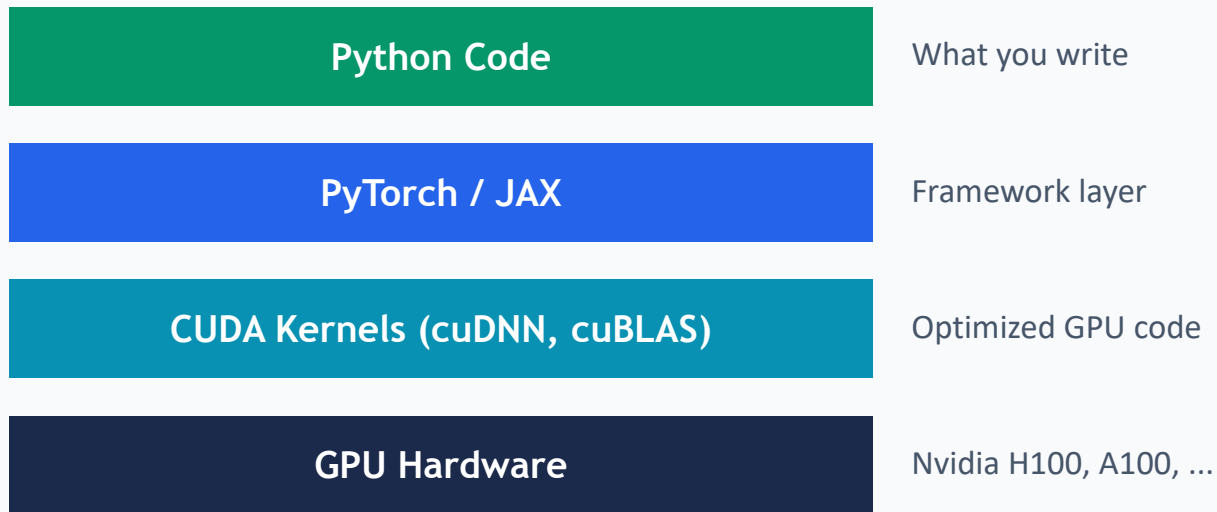 Python Code
What you write
PyTorch / JAX
Framework layer
CUDA Kernels (cuDNN, cuBLAS)
Optimized GPU code
GPU Hardware
Nvidia H100, A100, ...